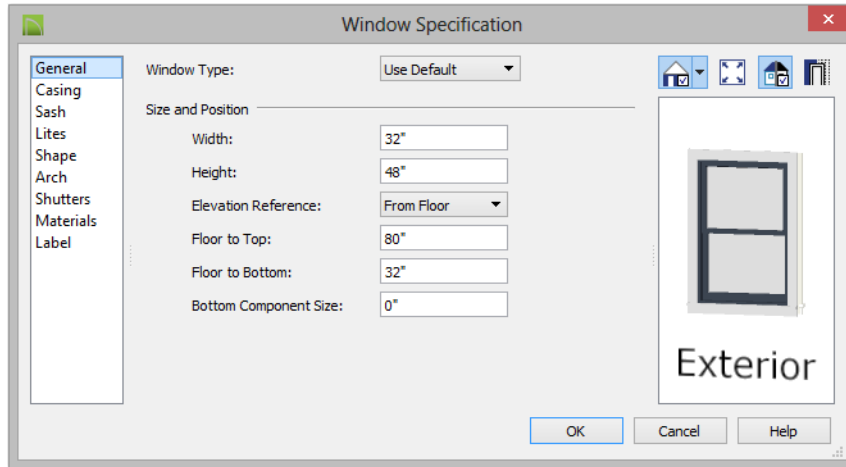 Window Specification
General
Casing
Sash
Lites
Shape
Arch
Shutters
Materials
Label
Window Type: Use Default
Size and Position
Width: 32"
Height: 48"
Elevation Reference: From Floor
Floor to Top: 80"
Floor to Bottom: 32"
Bottom Component Size: 0"
Exterior
OK Cancel Help